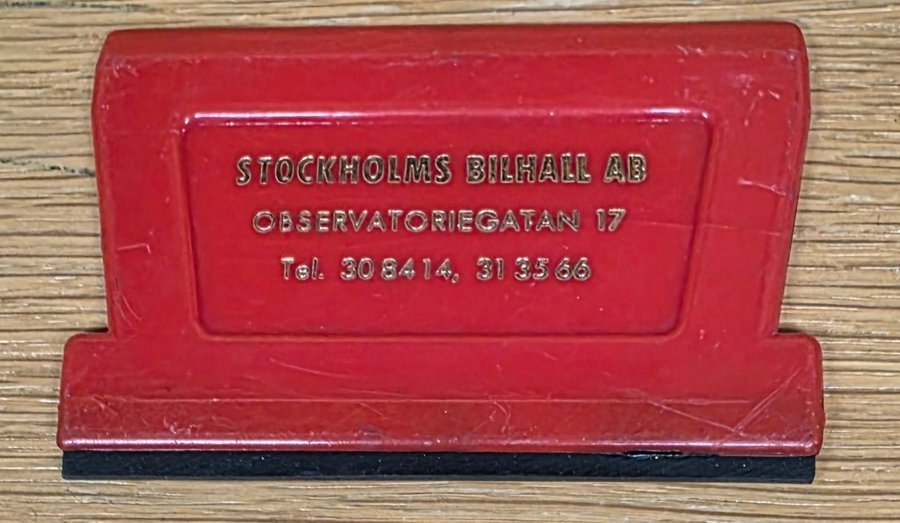 STOCKHOLMS BILHALL AB
OBSERVATORIEGATAN 17
Tel. 30 84 14, 31 35 66